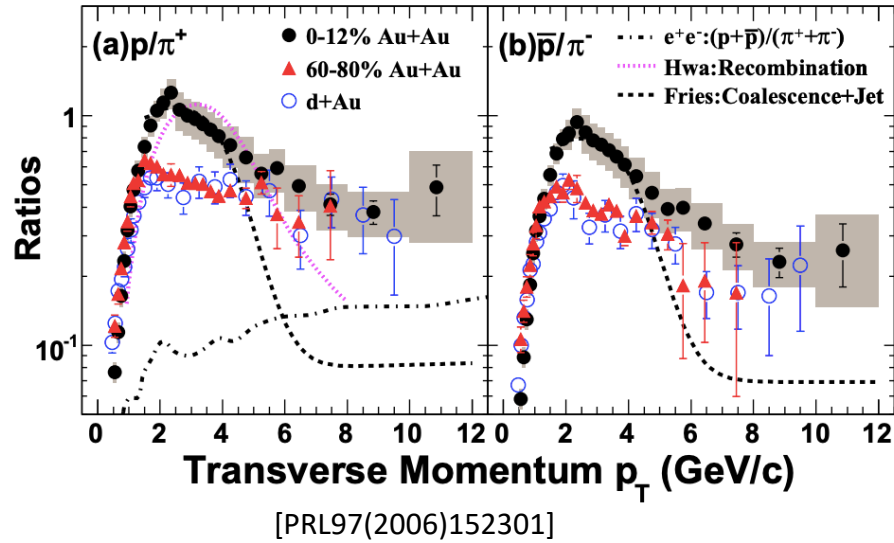 (a)p/π⁺
0-12% Au+Au
60-80% Au+Au
d+Au
(b)p̅/π⁻
e⁺e⁻:(p+p̅)/(π⁺+π⁻)
Hwa:Recombination
Fries:Coalescence+Jet
Ratios
1
10⁻¹
0 2 4 6 8 10 12
0 2 4 6 8 10 12
Transverse Momentum p_T (GeV/c)
[PRL97(2006)152301]